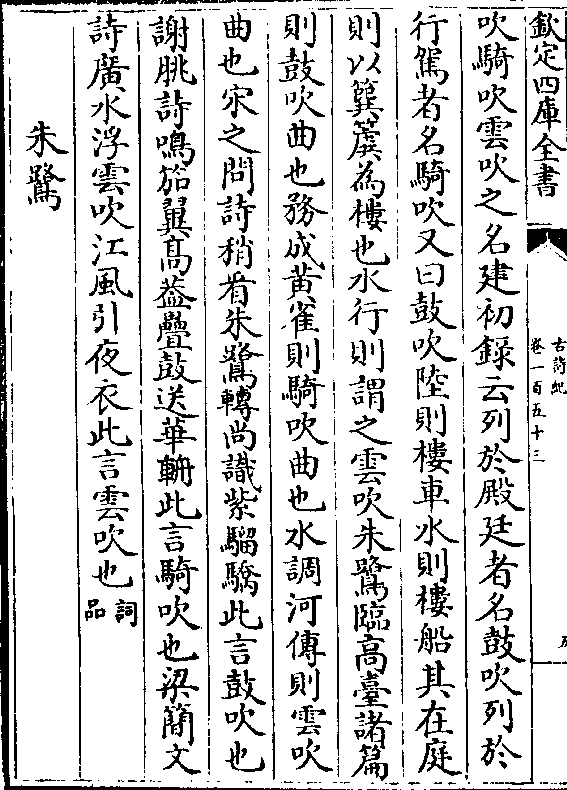 欽定四庫全書
古詩紀
卷一百五十三
五
吹騎吹雲吹之名建初録云列於殿廷者名鼓吹列於
行駕者名騎吹又曰鼓吹陸則樓車水則樓船其在庭
則以簨簴為樓也水行則謂之雲吹朱鷺臨高臺諸篇
則鼓吹曲也務成黄雀則騎吹曲也水調河傳則雲吹
曲也宋之問詩稍看朱鷺轉尚識紫騮驕此言鼓吹也
謝朓詩鳴笳翼髙葢疊鼓送華輈此言騎吹也梁簡文
詩廣水浮雲吹江風引夜衣此言雲吹也詞品
朱鷺